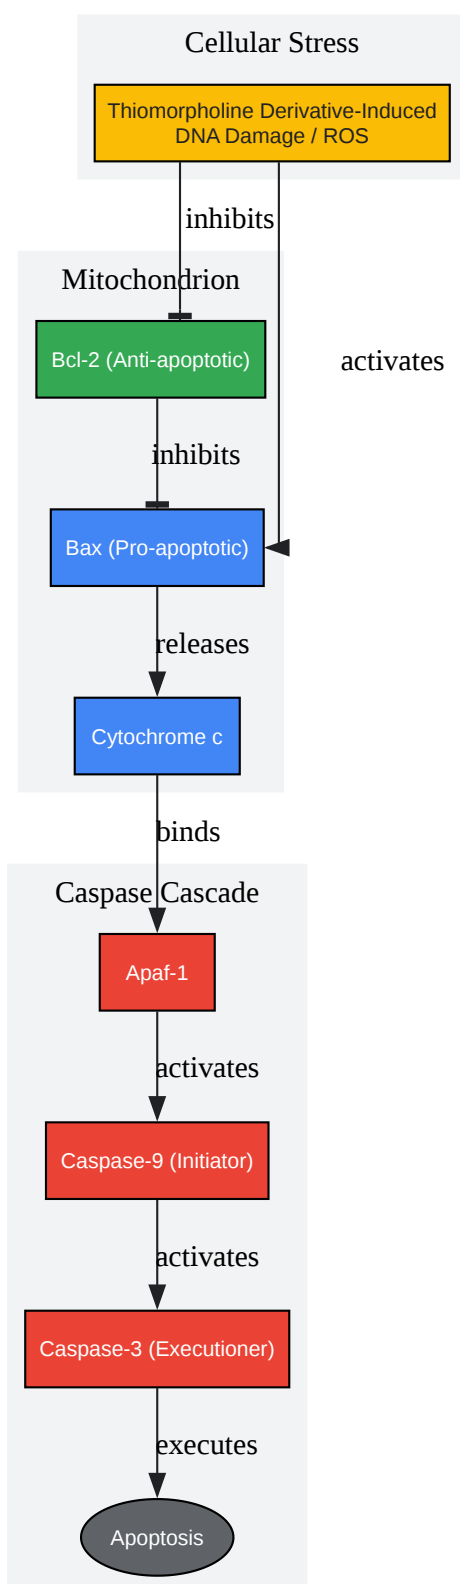 Cellular Stress
Thiomorpholine Derivative-Induced
DNA Damage / ROS
inhibits
Mitochondrion
Bcl-2 (Anti-apoptotic)
activates
inhibits
Bax (Pro-apoptotic)
releases
Cytochrome c
binds
Caspase Cascade
Apaf-1
activates
Caspase-9 (Initiator)
activates
Caspase-3 (Executioner)
executes
Apoptosis